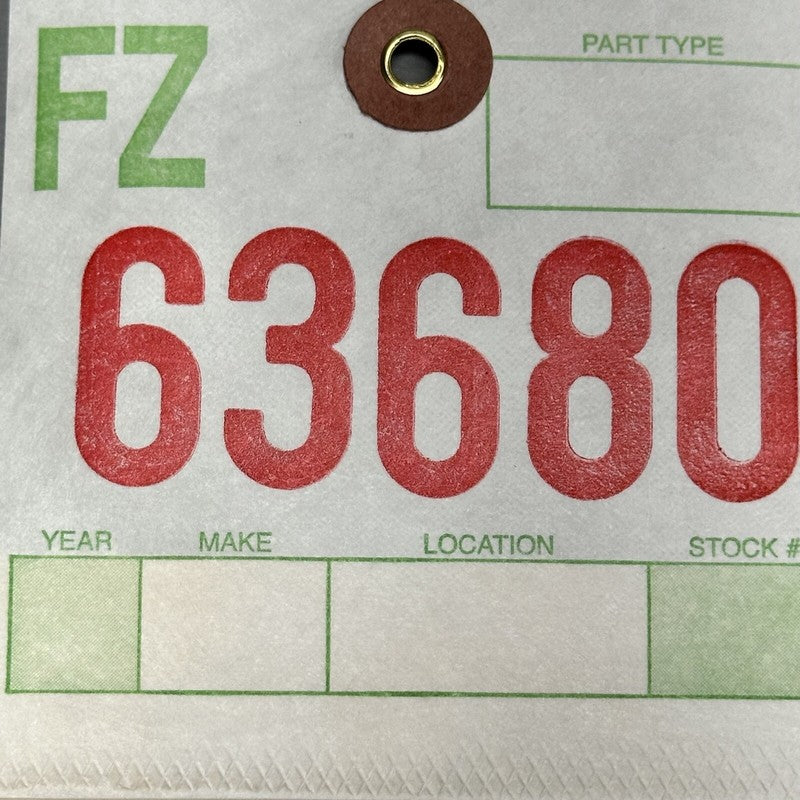 FZ
PART TYPE
63680
YEAR MAKE LOCATION STOCK #